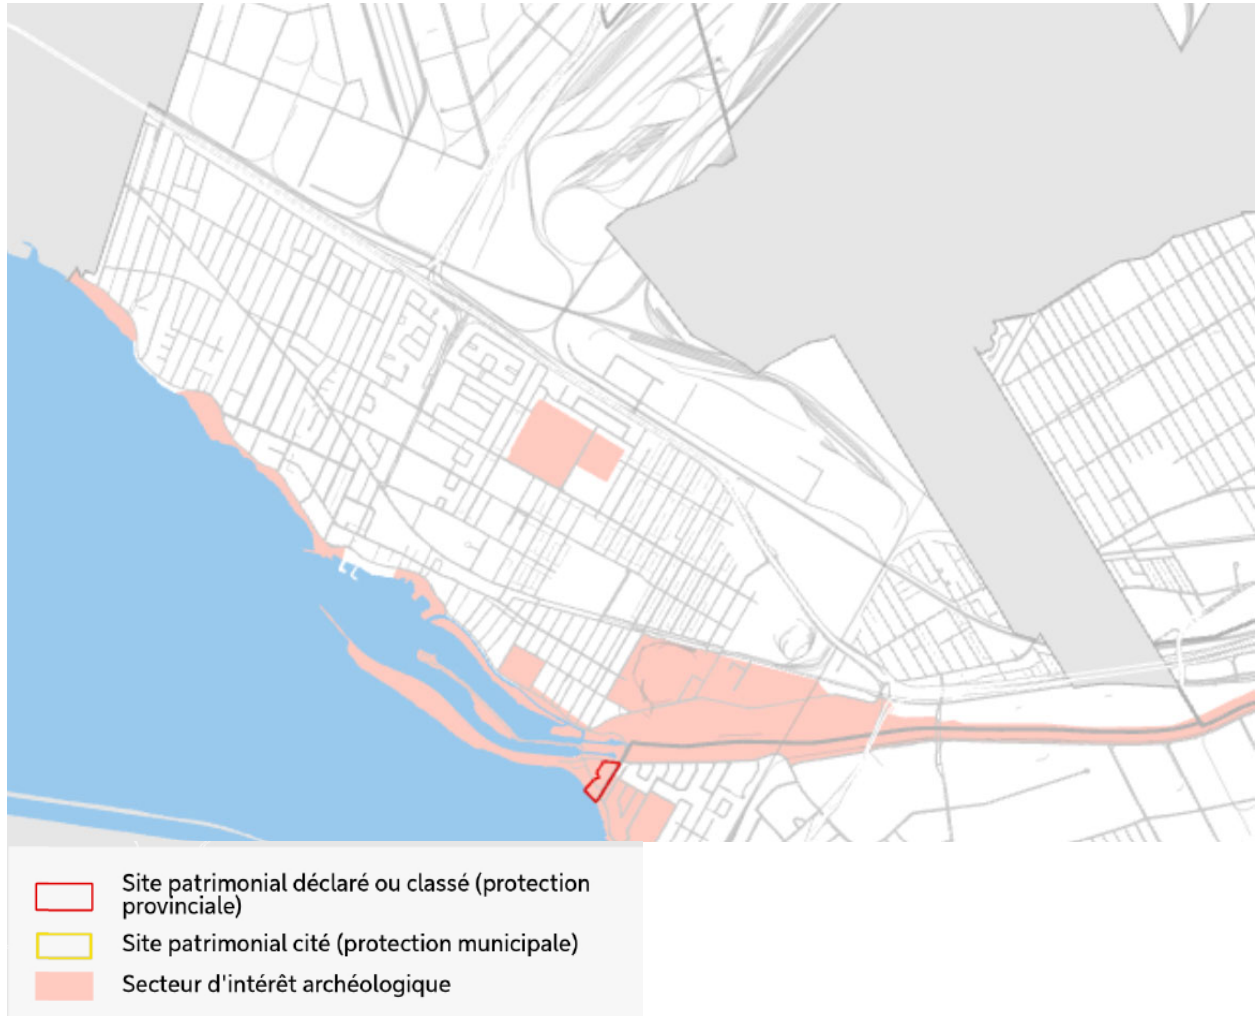 Site patrimonial déclaré ou classé (protection
provinciale)
Site patrimonial cité (protection municipale)
Secteur d'intérêt archéologique